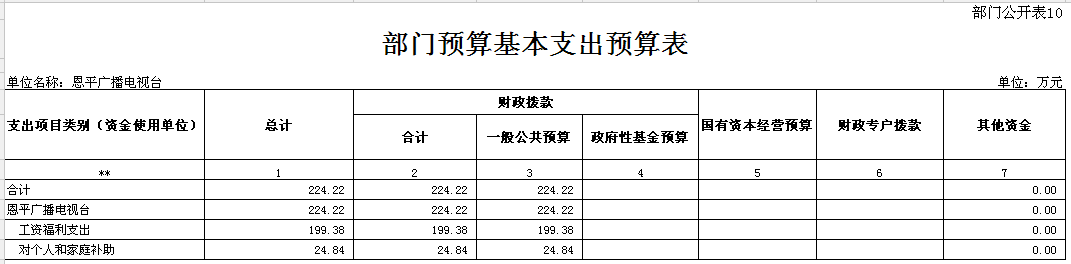 部门公开表10
部门预算基本支出预算表
单位名称：恩平广播电视台 单位：万元
支出项目类别（资金使用单位） 总计 财政拨款 国有资本经营预算 财政专户拨款 其他资金
合计 一般公共预算 政府性基金预算
** 1 2 3 4 5 6 7
合计 224.22 224.22 224.22 0.00
恩平广播电视台 224.22 224.22 224.22 0.00
工资福利支出 199.38 199.38 199.38 0.00
对个人和家庭补助 24.84 24.84 24.84 0.00